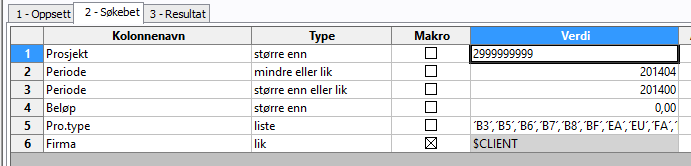 1 - Oppsett 2 - Søkebet 3 - Resultat
Kolonnenavn Type Makro Verdi
1 Prosjekt større enn 2999999999
2 Periode mindre eller lik 201404
3 Periode større enn eller lik 201400
4 Beløp større enn 0,00
5 Pro.type liste ´B3´,´B5´,´B6´,´B7´,´B8´,´BF´,´EA´,´EU´,´FA´,´
6 Firma lik $CLIENT